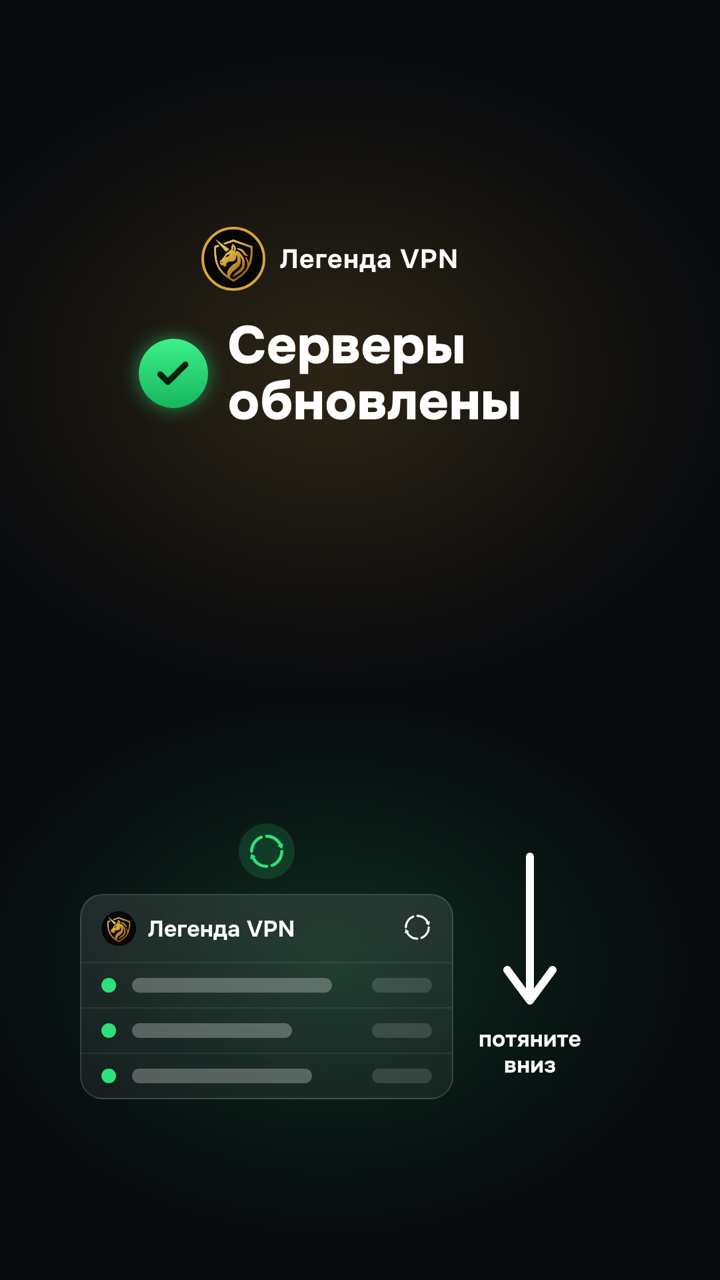 Легенда VPN
Серверы
обновлены
Легенда VPN
потяните
вниз